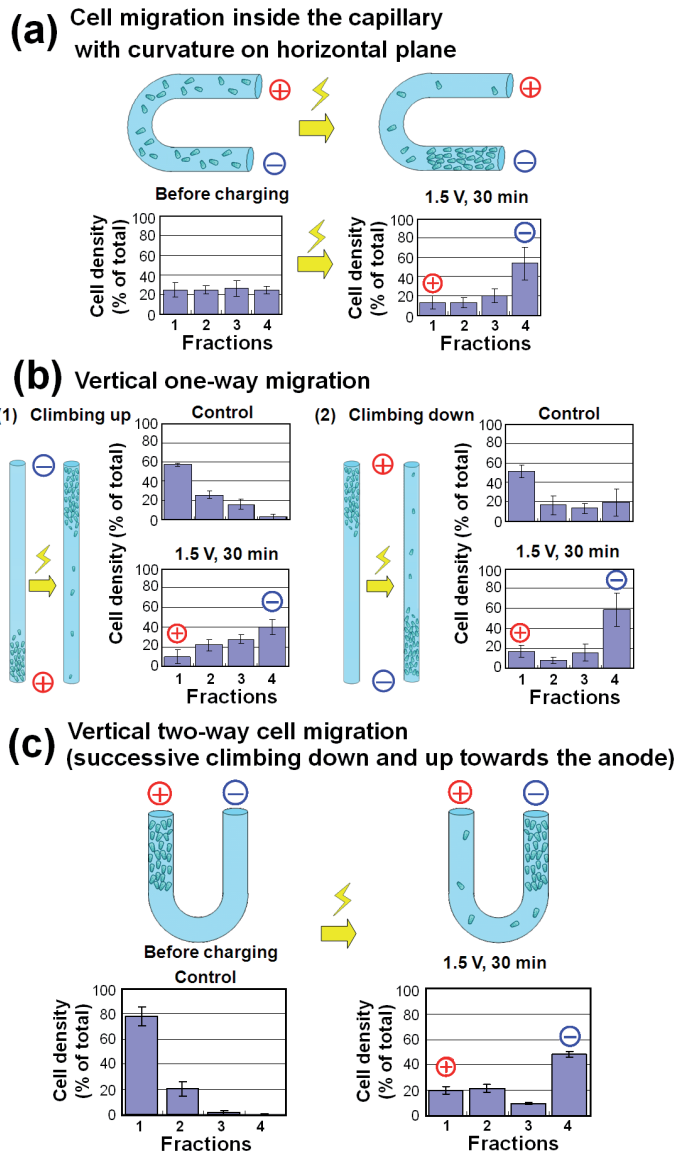 (a) Cell migration inside the capillary
with curvature on horizontal plane
+
−
+
−
Before charging
1.5 V, 30 min
Cell density
(% of total)
100
80
60
40
20
0
1 2 3 4
Fractions
Cell density
(% of total)
100
80
60
40
20
0
+
−
1 2 3 4
Fractions
(b) Vertical one-way migration
(1) Climbing up
−
+
Cell density (% of total)
Control
100
80
60
40
20
0
1.5 V, 30 min
100
80
60
40
20
0
+
−
1 2 3 4
Fractions
(2) Climbing down
+
−
Cell density (% of total)
Control
100
80
60
40
20
0
1.5 V, 30 min
100
80
60
40
20
0
+
−
1 2 3 4
Fractions
(c) Vertical two-way cell migration
(successive climbing down and up towards the anode)
+
−
+
−
Before charging
1.5 V, 30 min
Control
Cell density
(% of total)
100
80
60
40
20
0
1 2 3 4
Fractions
Cell density
(% of total)
100
80
60
40
20
0
+
−
1 2 3 4
Fractions